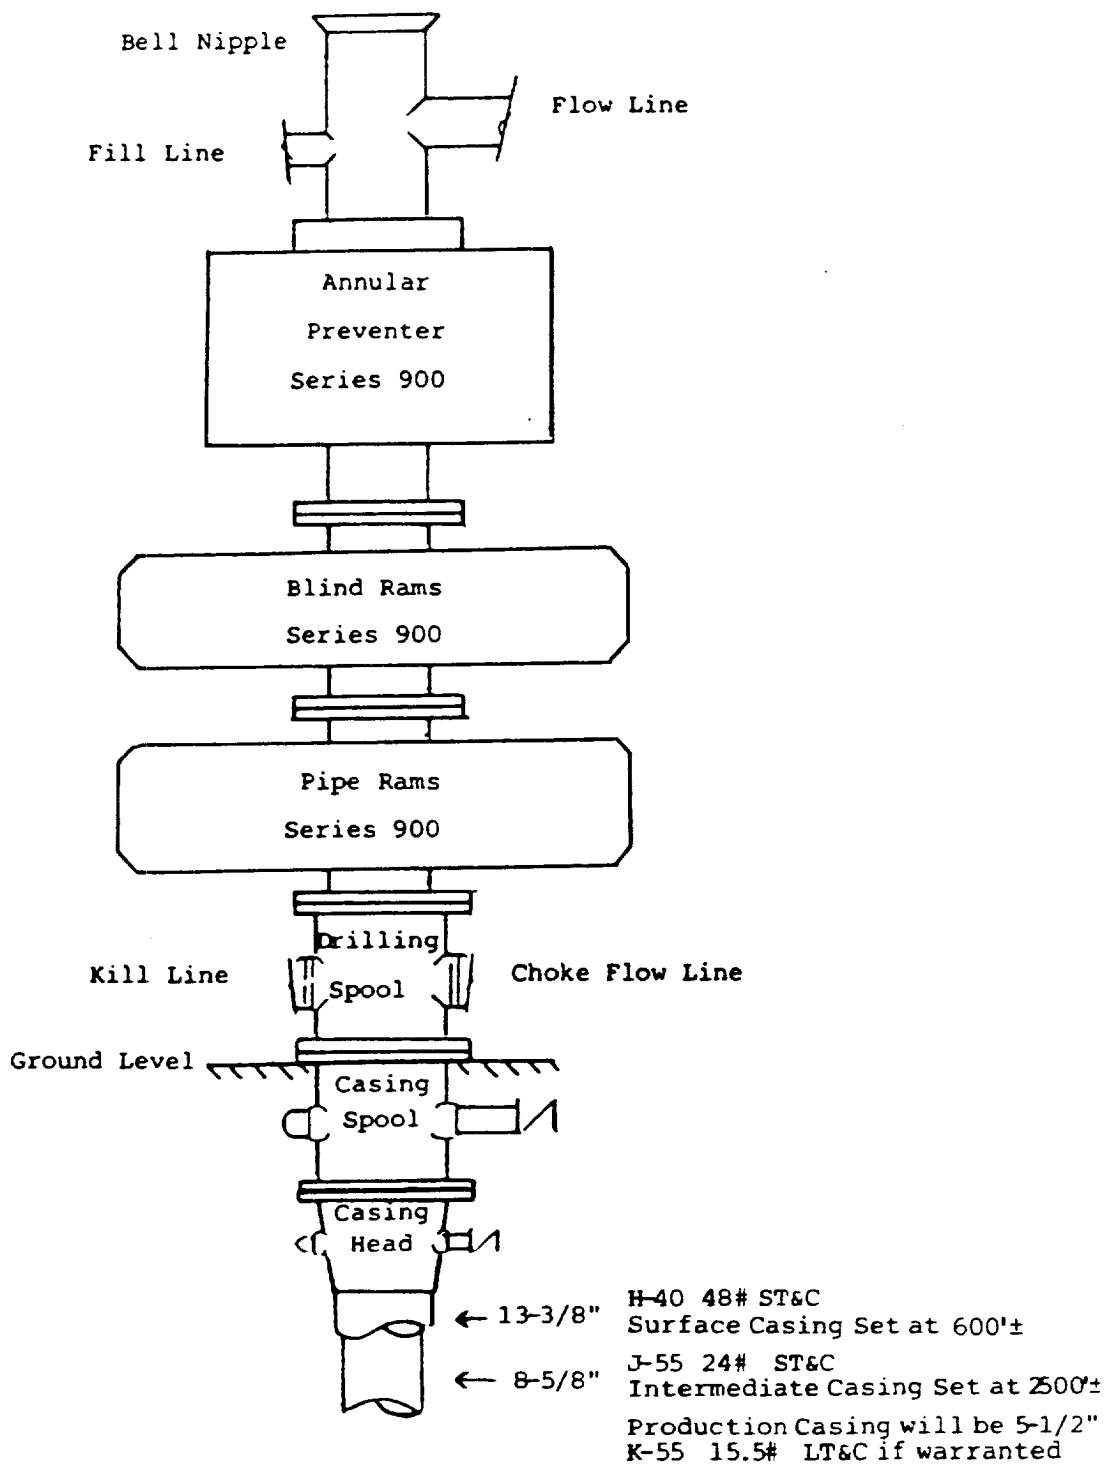 Bell Nipple
Flow Line
Fill Line
Annular
Preventer
Series 900
Blind Rams
Series 900
Pipe Rams
Series 900
Drilling
Spool
Kill Line
Choke Flow Line
Ground Level
Casing
Spool
Casing
Head
13-3/8"
H-40 48# ST&C
Surface Casing Set at 600'±
8-5/8"
J-55 24# ST&C
Intermediate Casing Set at 2500'±
Production Casing will be 5-1/2"
K-55 15.5# LT&C if warranted